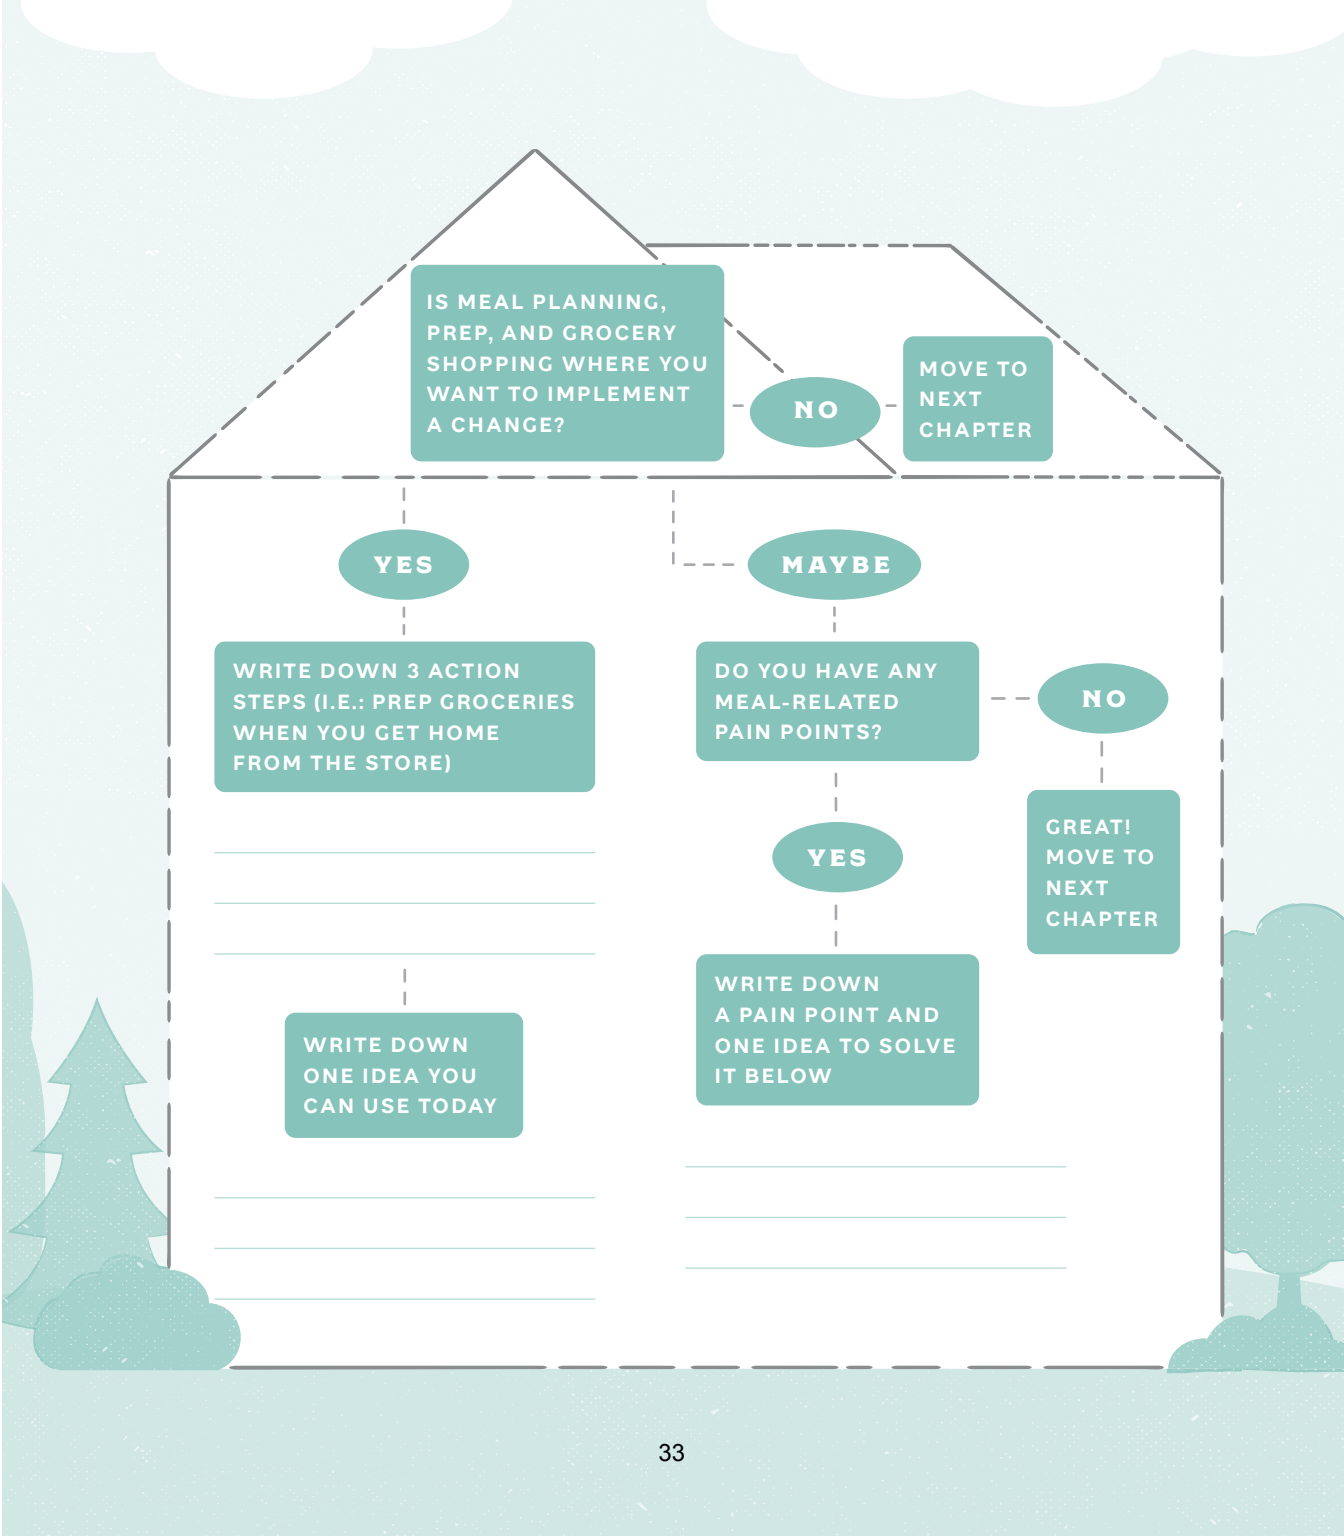 IS MEAL PLANNING,
PREP, AND GROCERY
SHOPPING WHERE YOU
WANT TO IMPLEMENT
A CHANGE?
NO
MOVE TO
NEXT
CHAPTER
YES
WRITE DOWN 3 ACTION
STEPS (I.E.: PREP GROCERIES
WHEN YOU GET HOME
FROM THE STORE)
WRITE DOWN
ONE IDEA YOU
CAN USE TODAY
MAYBE
DO YOU HAVE ANY
MEAL-RELATED
PAIN POINTS?
NO
GREAT!
MOVE TO
NEXT
CHAPTER
YES
WRITE DOWN
A PAIN POINT AND
ONE IDEA TO SOLVE
IT BELOW
33